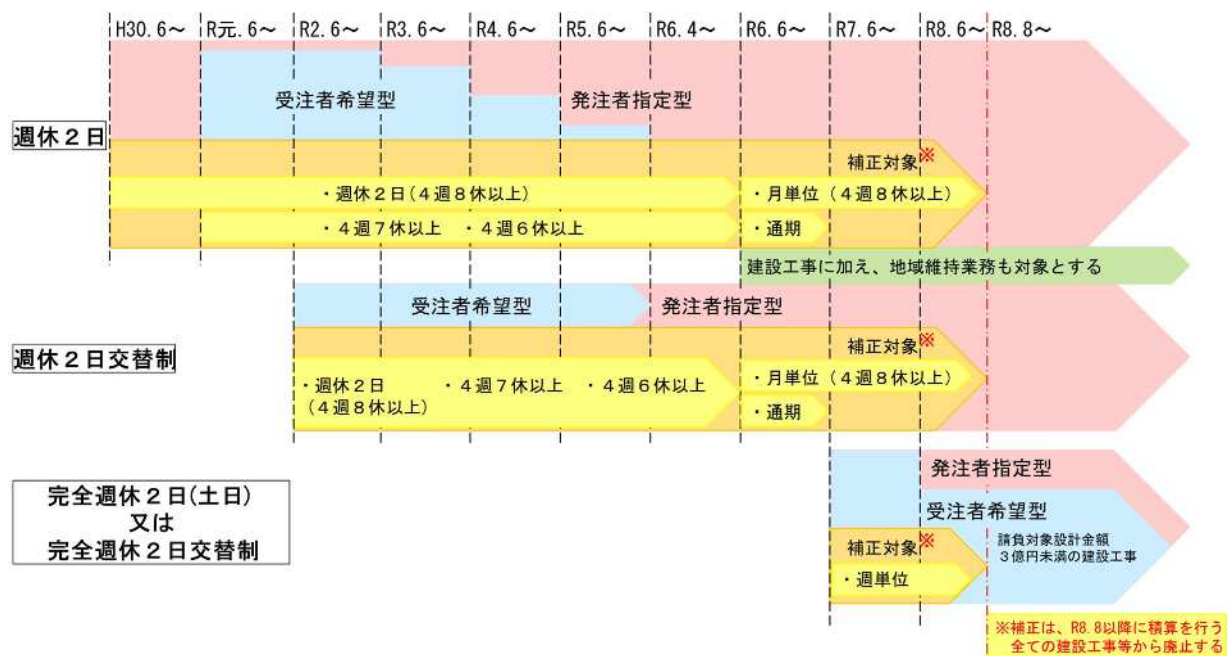 H30.6～ R元.6～ R2.6～ R3.6～ R4.6～ R5.6～ R6.4～ R6.6～ R7.6～ R8.6～ R8.8～
受注者希望型 発注者指定型
週休２日
補正対象※
・週休２日(４週８休以上) ・月単位（４週８休以上）
・４週７休以上 ・４週６休以上 ・通期
建設工事に加え、地域維持業務も対象とする
受注者希望型 発注者指定型
週休２日交替制
補正対象※
・週休２日 ・４週７休以上 ・４週６休以上 ・月単位（４週８休以上）
(４週８休以上)
・通期
発注者指定型
完全週休２日(土日)
又は
完全週休２日交替制
受注者希望型
請負対象設計金額
３億円未満の建設工事
補正対象※
・週単位
※補正は、R8.8以降に積算を行う
全ての建設工事等から廃止する